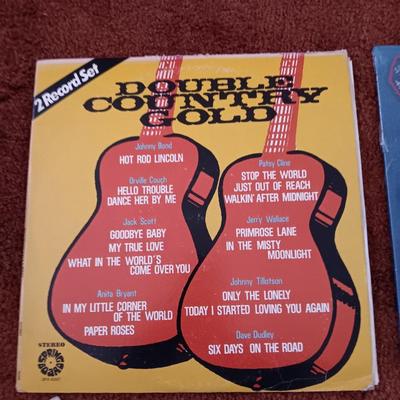 2 Record Set
DOUBLE
COUNTRY
GOLD
Johnny Bond
HOT ROD LINCOLN
Orville Couch
HELLO TROUBLE
DANCE HER BY ME
Jack Scott
GOODBYE BABY
MY TRUE LOVE
WHAT IN THE WORLD'S
COME OVER YOU
Anita Bryant
IN MY LITTLE CORNER
OF THE WORLD
PAPER ROSES
Patsy Cline
STOP THE WORLD
JUST OUT OF REACH
WALKIN' AFTER MIDNIGHT
Jerry Wallace
PRIMROSE LANE
IN THE MISTY
MOONLIGHT
Johnny Tillotson
ONLY THE LONELY
TODAY I STARTED LOVING YOU AGAIN
Dave Dudley
SIX DAYS ON THE ROAD
STEREO
SPRING
BOARD